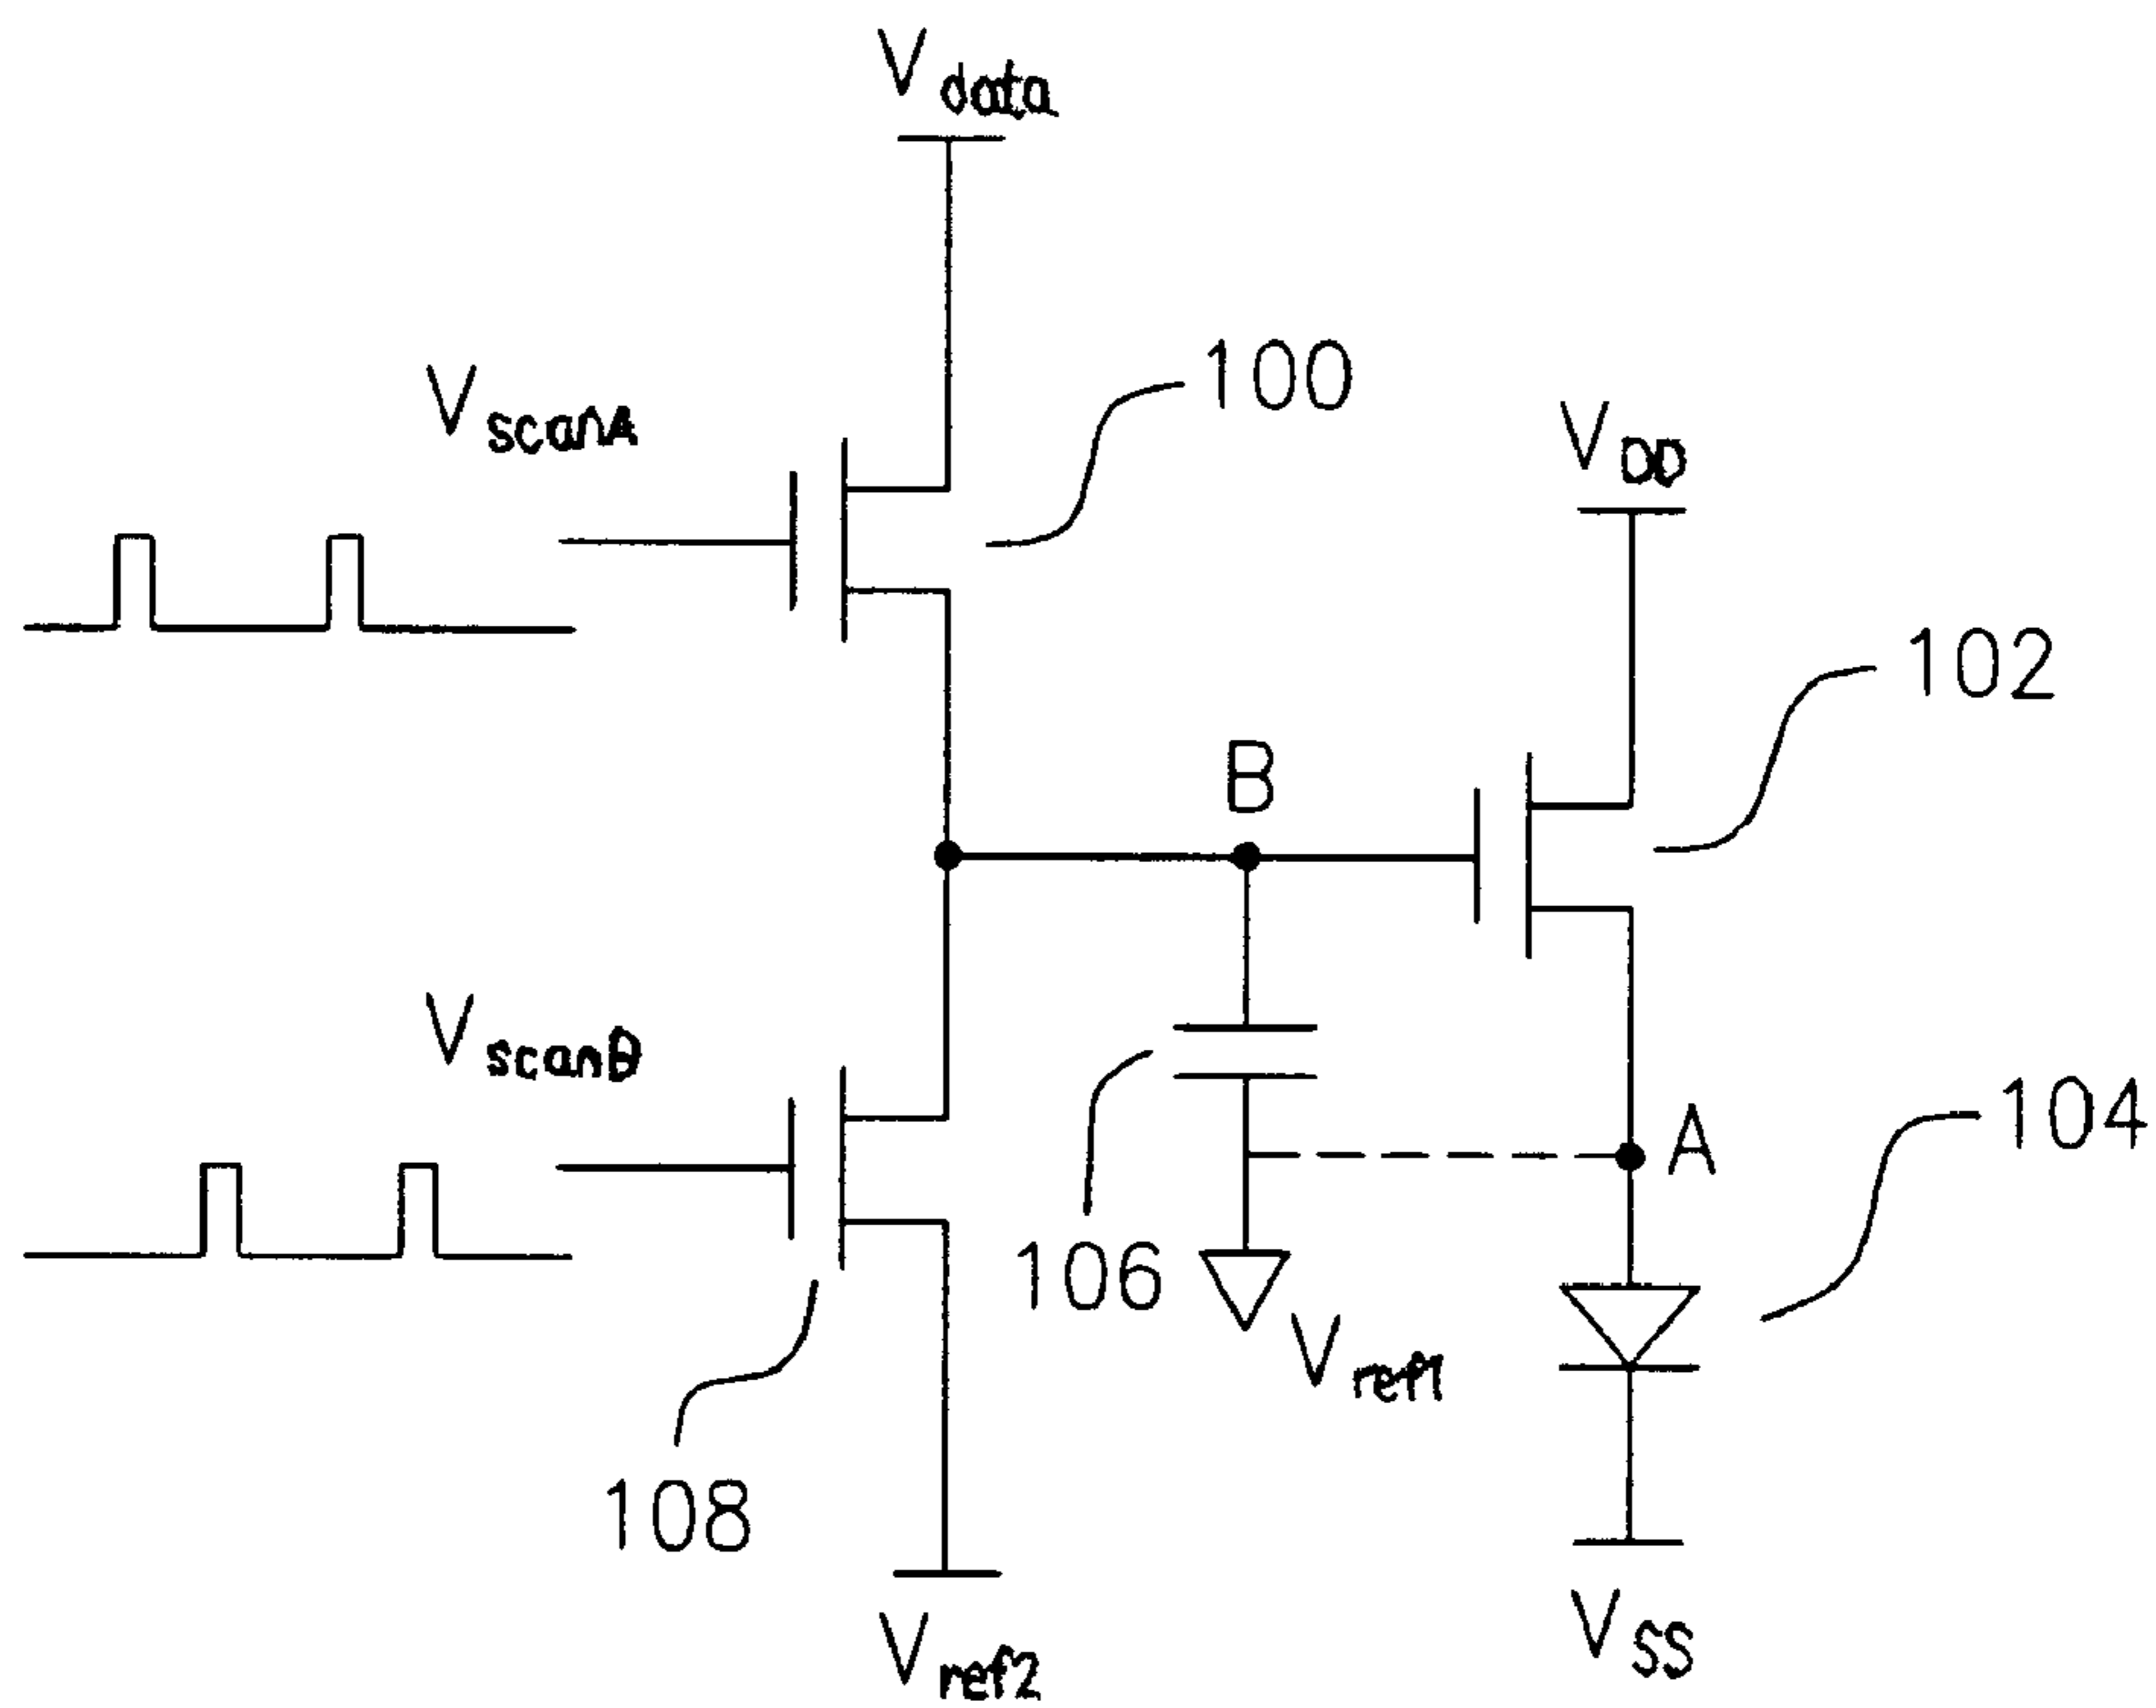 Vdata
100
VscanA
VDD
102
B
VscanB
A
104
106
Vref1
108
Vref2
VSS